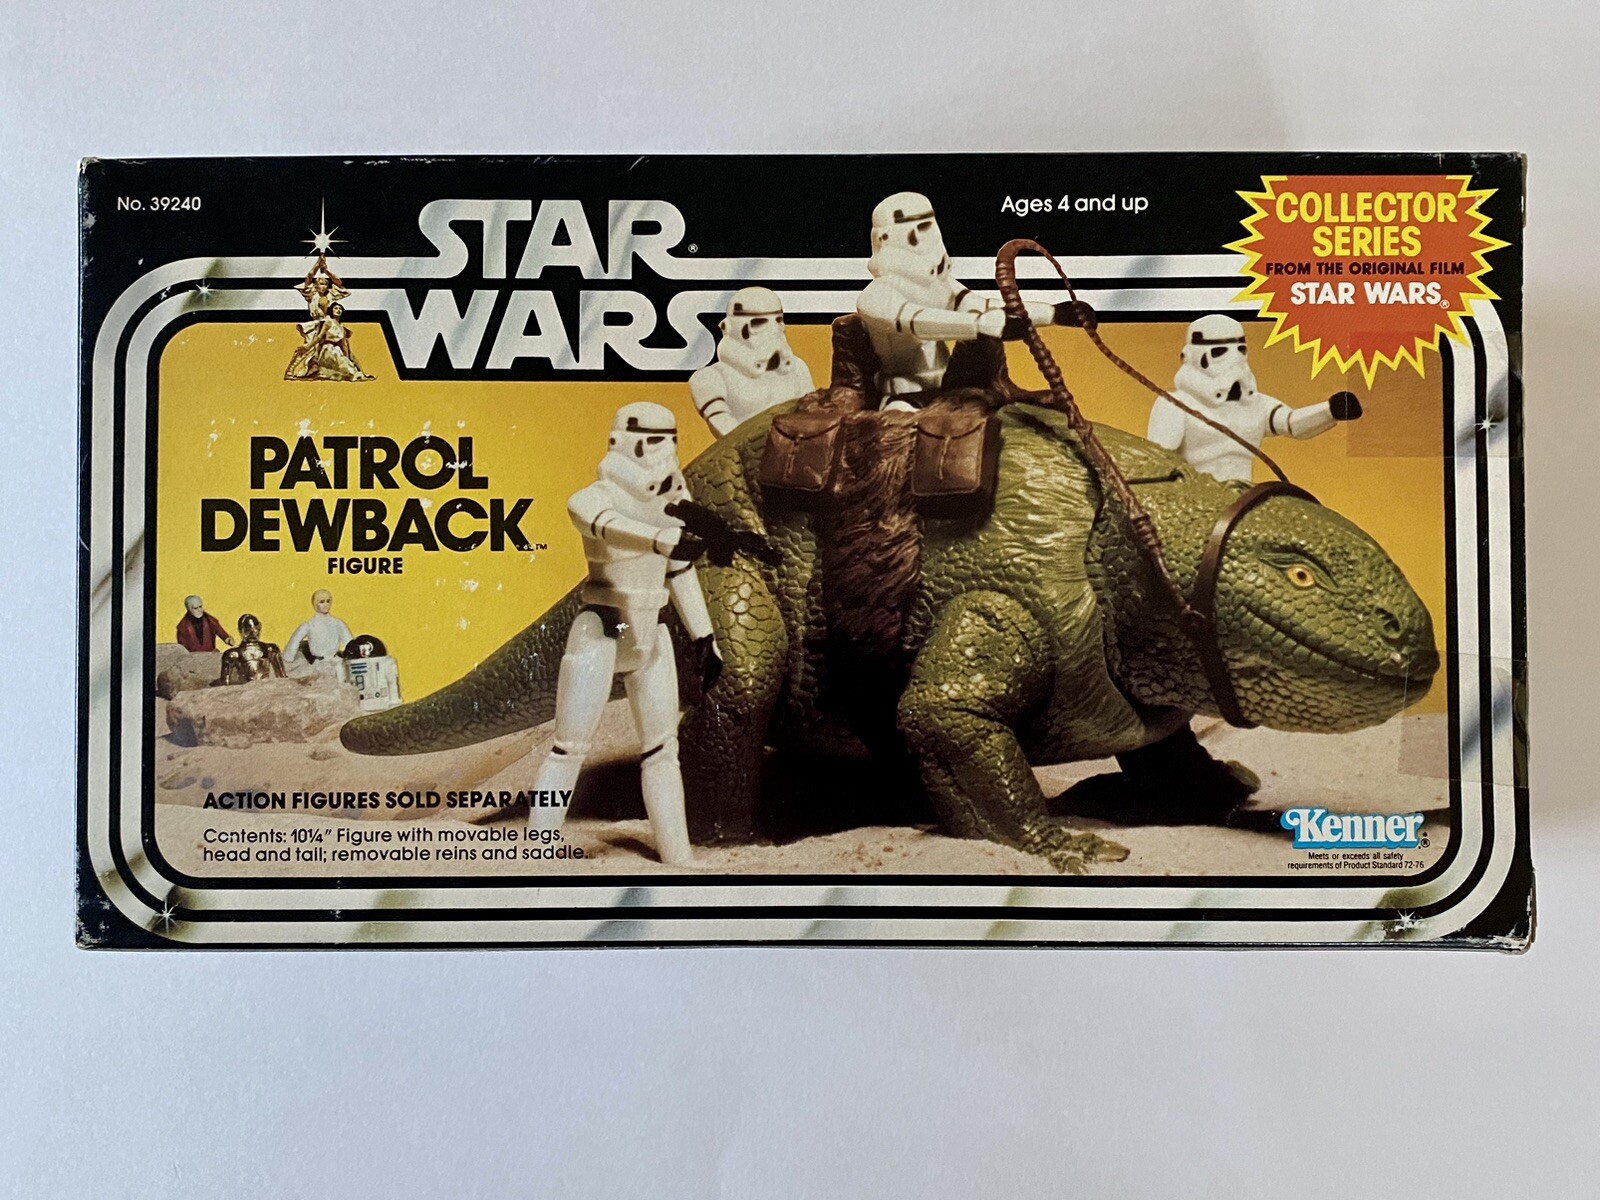 No. 39240
STAR
WARS®
Ages 4 and up
COLLECTOR
SERIES
FROM THE ORIGINAL FILM
STAR WARS®
PATROL
DEWBACK™
FIGURE
ACTION FIGURES SOLD SEPARATELY
Contents: 10¼" Figure with movable legs,
head and tail; removable reins and saddle.
Kenner®
Meets or exceeds all safety
requirements of Product Standard 72-76